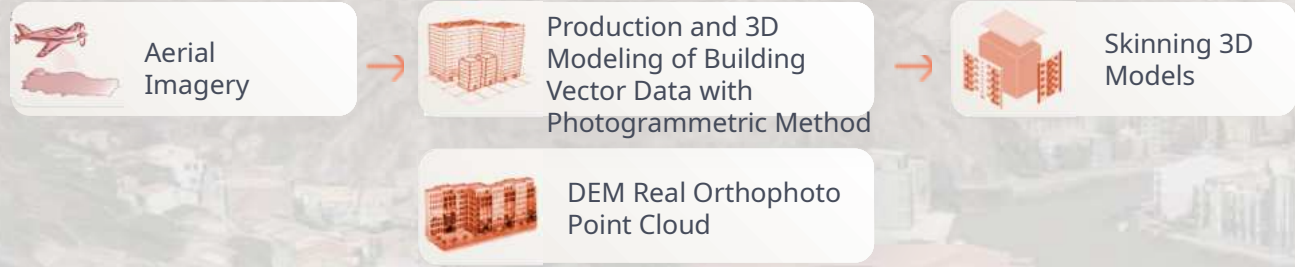 Aerial
Imagery
Production and 3D
Modeling of Building
Vector Data with
Photogrammetric Method
Skinning 3D
Models
DEM Real Orthophoto
Point Cloud